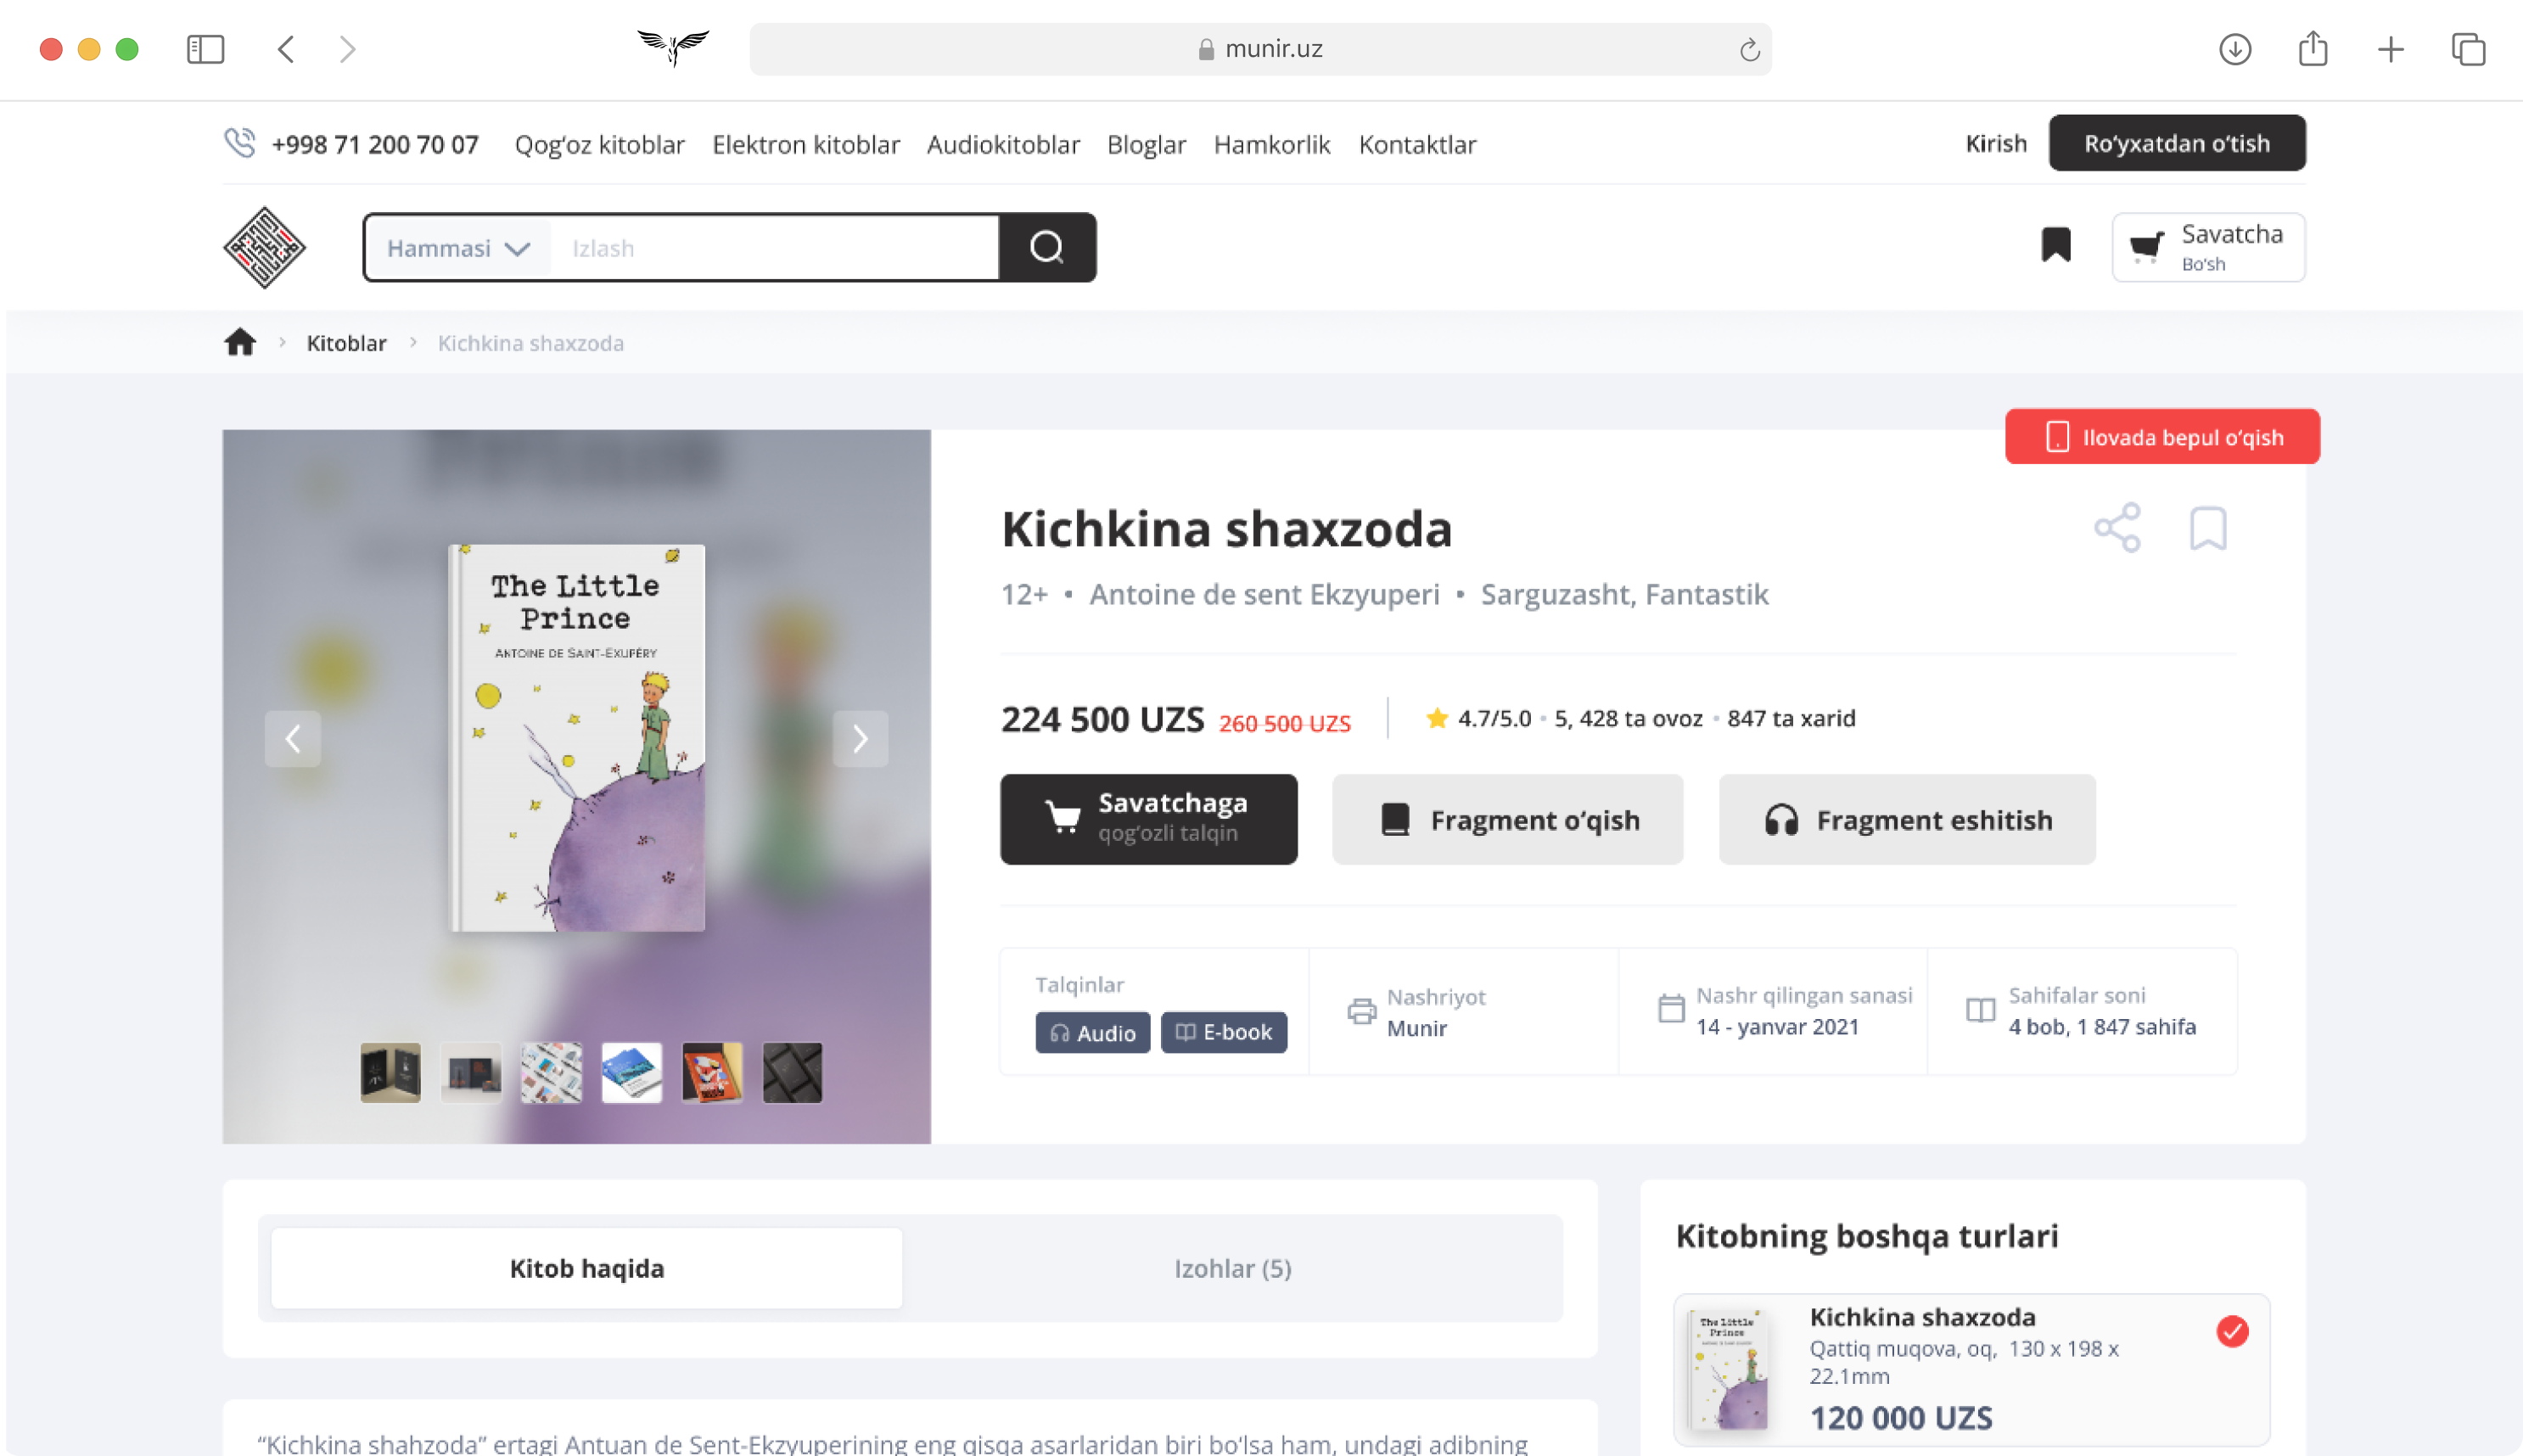 munir.uz
+998 71 200 70 07 Qog‘oz kitoblar Elektron kitoblar Audiokitoblar Bloglar Hamkorlik Kontaktlar Kirish Ro‘yxatdan o‘tish
Hammasi Izlash
Savatcha
Bo‘sh
Kitoblar Kichkina shaxzoda
Ilovada bepul o‘qish
The Little
Prince
ANTOINE DE SAINT-EXUPÉRY
Kichkina shaxzoda
12+ • Antoine de sent Ekzyuperi • Sarguzasht, Fantastik
224 500 UZS 260 500 UZS 4.7/5.0 • 5, 428 ta ovoz • 847 ta xarid
Savatchaga
qog‘ozli talqin
Fragment o‘qish
Fragment eshitish
Talqinlar
Audio E-book
Nashriyot
Munir
Nashr qilingan sanasi
14 - yanvar 2021
Sahifalar soni
4 bob, 1 847 sahifa
Kitob haqida Izohlar (5)
“Kichkina shahzoda” ertagi Antuan de Sent-Ekzyuperining eng qisqa asarlaridan biri bo‘lsa ham, undagi adibning
Kitobning boshqa turlari
The Little
Prince
Kichkina shaxzoda
Qattiq muqova, oq, 130 x 198 x
22.1mm
120 000 UZS